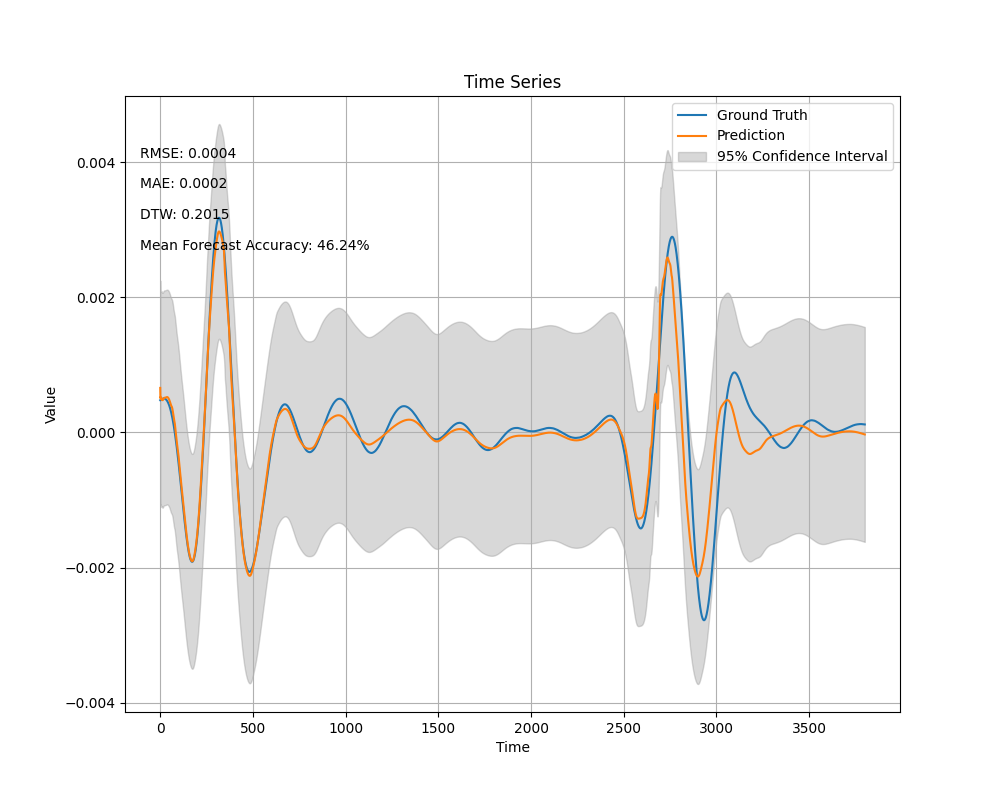 Time Series
Ground Truth
Prediction
95% Confidence Interval
RMSE: 0.0004
MAE: 0.0002
DTW: 0.2015
Mean Forecast Accuracy: 46.24%
0.004
0.002
0.000
−0.002
−0.004
Value
0 500 1000 1500 2000 2500 3000 3500
Time